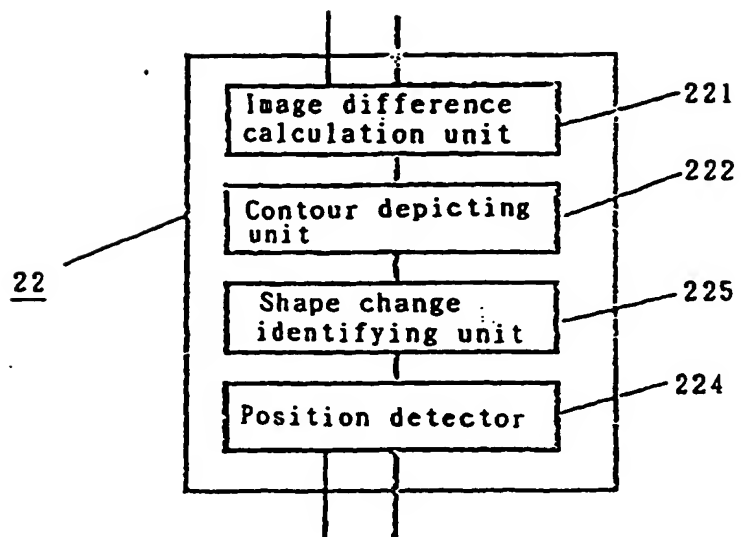 Image difference
calculation unit
221
Contour depicting
unit
222
22
Shape change
identifying unit
225
Position detector
224